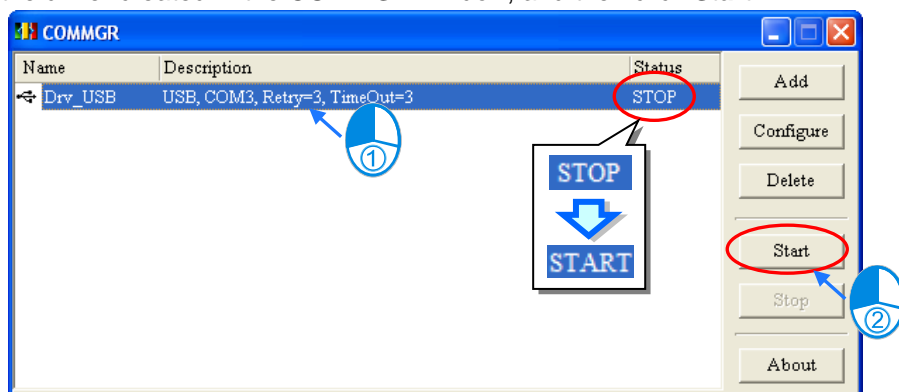 COMMGR
Name Description Status
Drv_USB USB, COM3, Retry=3, TimeOut=3 STOP
Add
①
Configure
STOP
Delete
START
Start
Stop
②
About